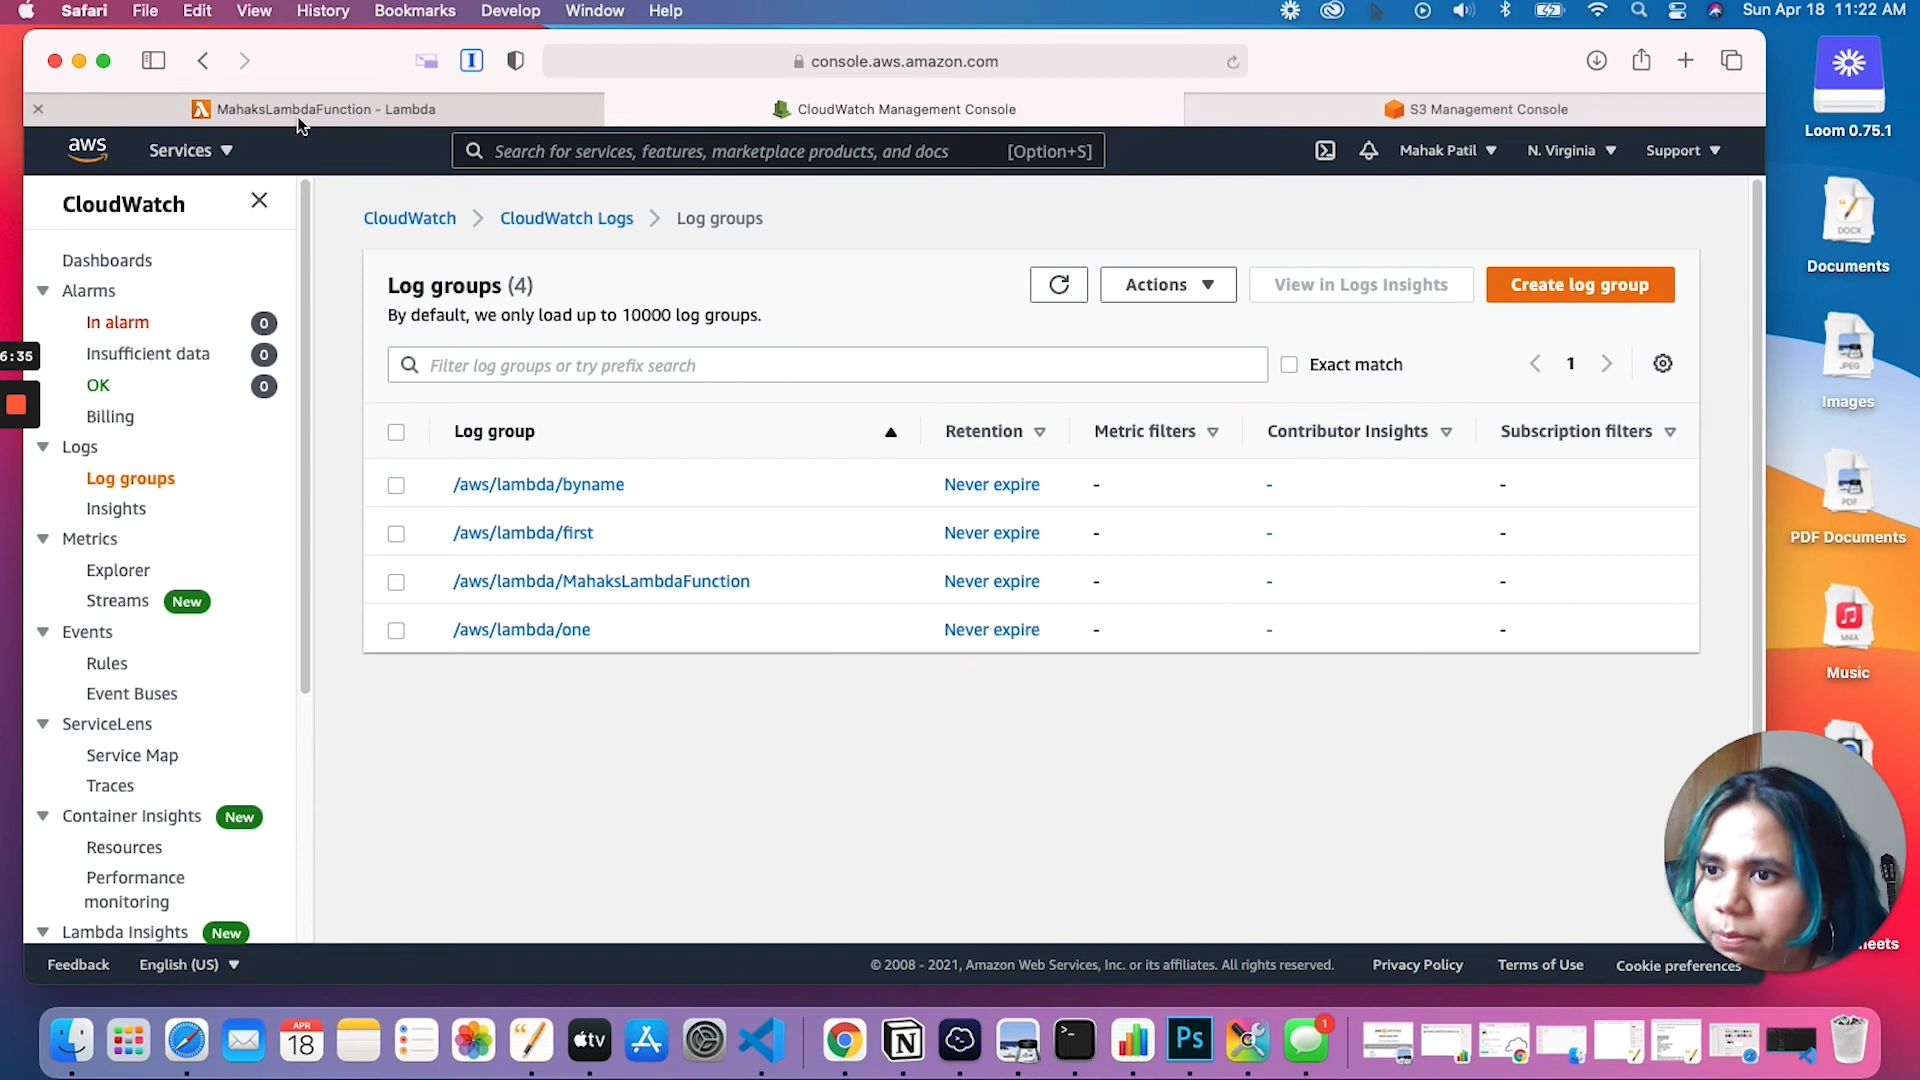 Safari File Edit View History Bookmarks Develop Window Help Sun Apr 18 11:22 AM
console.aws.amazon.com
MahaksLambdaFunction - Lambda CloudWatch Management Console S3 Management Console
aws Services Search for services, features, marketplace products, and docs [Option+S] Mahak Patil N. Virginia Support
CloudWatch
Dashboards
Alarms
In alarm 0
Insufficient data 0
OK 0
Billing
Logs
Log groups
Insights
Metrics
Explorer
Streams New
Events
Rules
Event Buses
ServiceLens
Service Map
Traces
Container Insights New
Resources
Performance
monitoring
Lambda Insights New
6:35
CloudWatch CloudWatch Logs Log groups
Log groups (4) Actions View in Logs Insights Create log group
By default, we only load up to 10000 log groups.
Filter log groups or try prefix search Exact match 1
Log group Retention Metric filters Contributor Insights Subscription filters
/aws/lambda/byname Never expire - - -
/aws/lambda/first Never expire - - -
/aws/lambda/MahaksLambdaFunction Never expire - - -
/aws/lambda/one Never expire - - -
Feedback English (US) © 2008 - 2021, Amazon Web Services, Inc. or its affiliates. All rights reserved. Privacy Policy Terms of Use Cookie preferences
Loom 0.75.1
DOCX
Documents
JPEG
Images
PDF
PDF Documents
M4A
Music
APR
18
tv
Ps
1